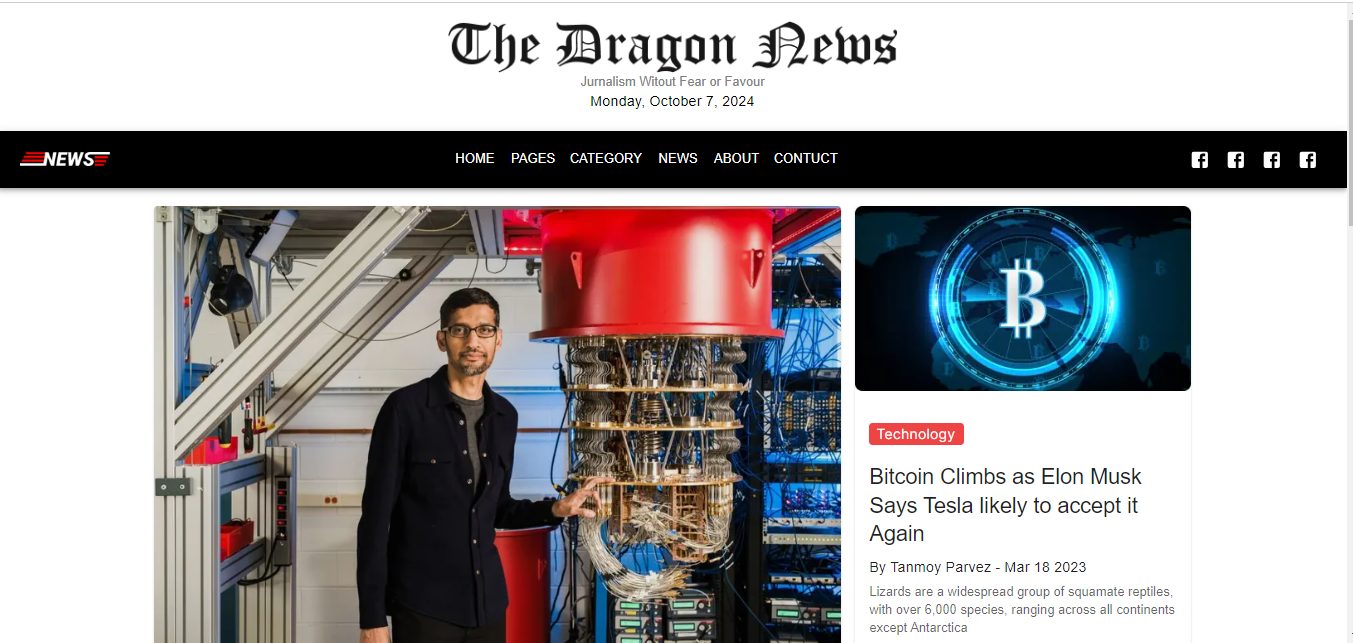 The Dragon News
Jurnalism Witout Fear or Favour
Monday, October 7, 2024
NEWS
HOME PAGES CATEGORY NEWS ABOUT CONTUCT
Technology
Bitcoin Climbs as Elon Musk
Says Tesla likely to accept it
Again
By Tanmoy Parvez - Mar 18 2023
Lizards are a widespread group of squamate reptiles,
with over 6,000 species, ranging across all continents
except Antarctica